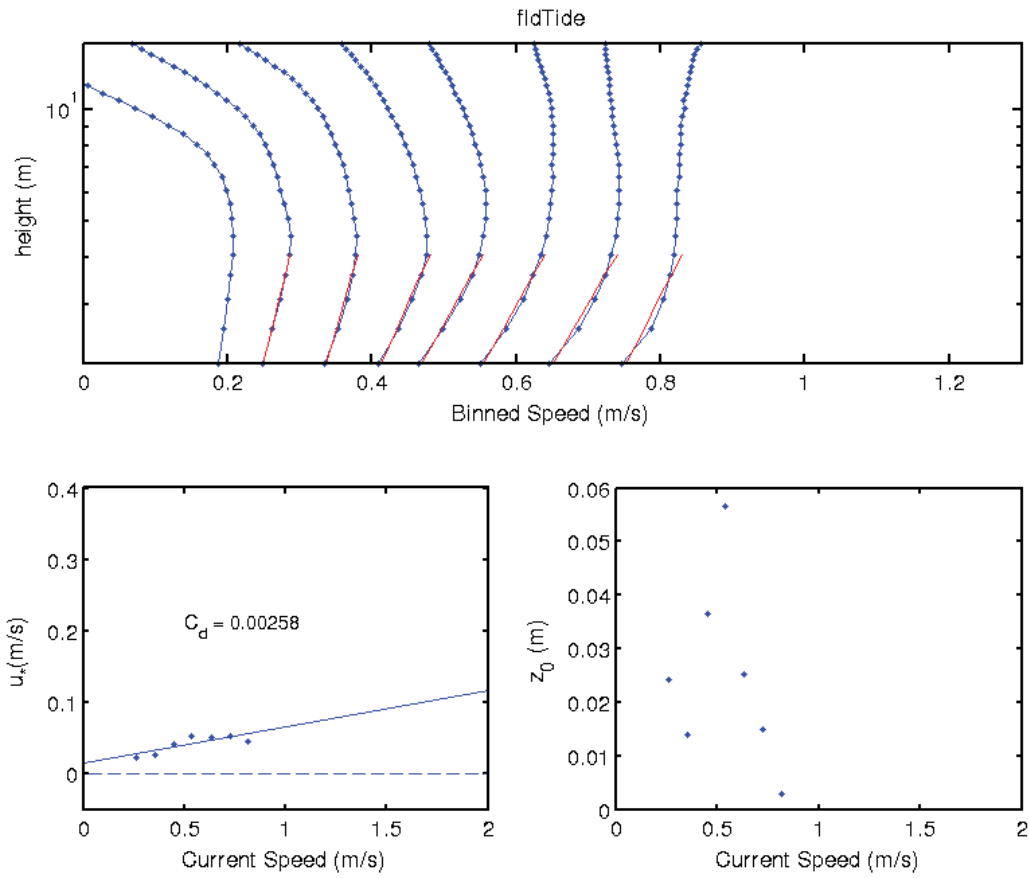 fldTide
height (m)
10^1
0 0.2 0.4 0.6 0.8 1 1.2
Binned Speed (m/s)
u_*(m/s)
0.4
0.3
0.2
0.1
0
C_d = 0.00258
0 0.5 1 1.5 2
Current Speed (m/s)
z_0 (m)
0.06
0.05
0.04
0.03
0.02
0.01
0
0 0.5 1 1.5 2
Current Speed (m/s)